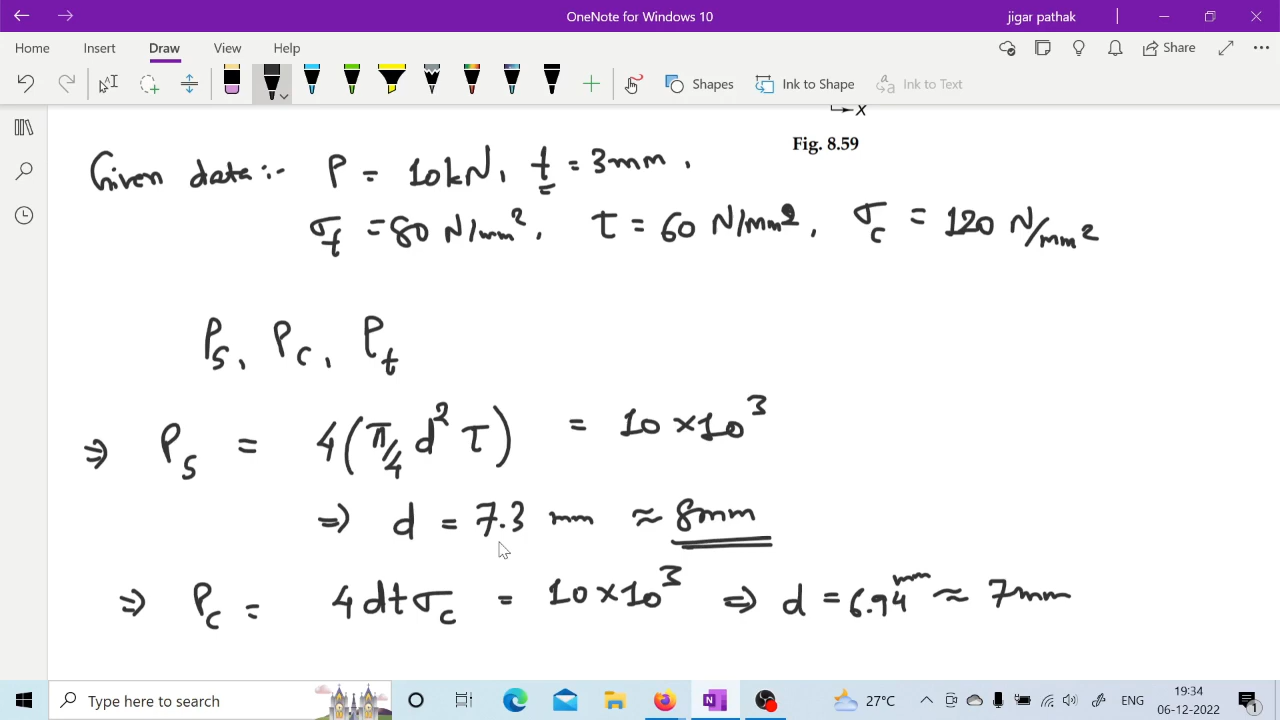 OneNote for Windows 10 jigar pathak
Home Insert Draw View Help Share
Shapes Ink to Shape Ink to Text
x
Fig. 8.59
Given data :- P = 10kN, t = 3mm,
σt = 80 N/mm², τ = 60 N/mm², σc = 120 N/mm²
Ps, Pc, Pt
⇒ Ps = 4(π/4 d² τ) = 10 × 10³
⇒ d = 7.3 mm ≈ 8mm
⇒ Pc = 4dtσc = 10 × 10³ ⇒ d = 6.94 mm ≈ 7mm
Type here to search 27°C ENG 19:34
06-12-2022 1